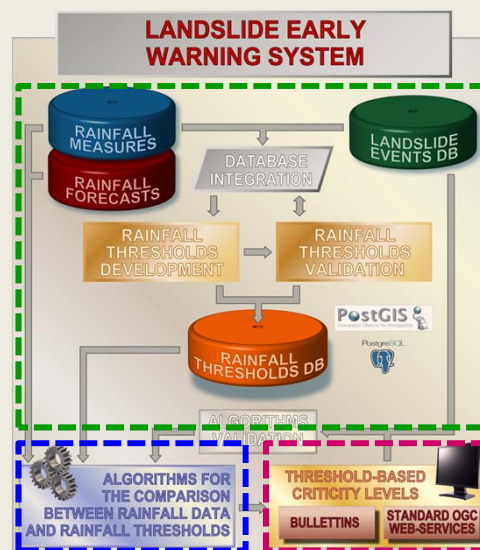 LANDSLIDE EARLY
WARNING SYSTEM
RAINFALL
MEASURES
RAINFALL
FORECASTS
LANDSLIDE
EVENTS DB
DATABASE
INTEGRATION
RAINFALL
THRESHOLDS
DEVELOPMENT
RAINFALL
THRESHOLDS
VALIDATION
PostGIS
PostgreSQL
RAINFALL
THRESHOLDS DB
ALGORITHMS
VALIDATION
ALGORITHMS FOR
THE COMPARISON
BETWEEN RAINFALL DATA
AND RAINFALL THRESHOLDS
THRESHOLD-BASED
CRITICITY LEVELS
BULLETTINS
STANDARD OGC
WEB-SERVICES